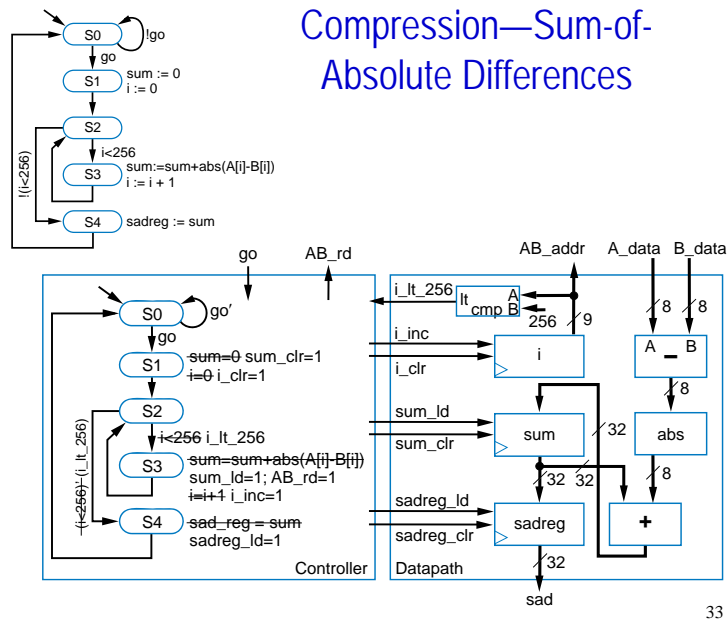 Compression—Sum-of-
Absolute Differences
S0
!go
go
S1
sum := 0
i := 0
S2
i<256
!(i<256)
S3
sum:=sum+abs(A[i]-B[i])
i := i + 1
S4
sadreg := sum
go
AB_rd
AB_addr
A_data
B_data
S0
go’
go
S1
sum=0 sum_clr=1
i=0 i_clr=1
S2
i<256 i_lt_256
(i<256)' (i_lt_256)
S3
sum=sum+abs(A[i]-B[i])
sum_ld=1; AB_rd=1
i=i+1 i_inc=1
S4
sad_reg = sum
sadreg_ld=1
Controller
i_lt_256
i_inc
i_clr
sum_ld
sum_clr
sadreg_ld
sadreg_clr
lt
cmp
A
B
256
9
8
8
i
A
–
B
8
sum
32
abs
32
32
8
sadreg
+
32
Datapath
sad
33